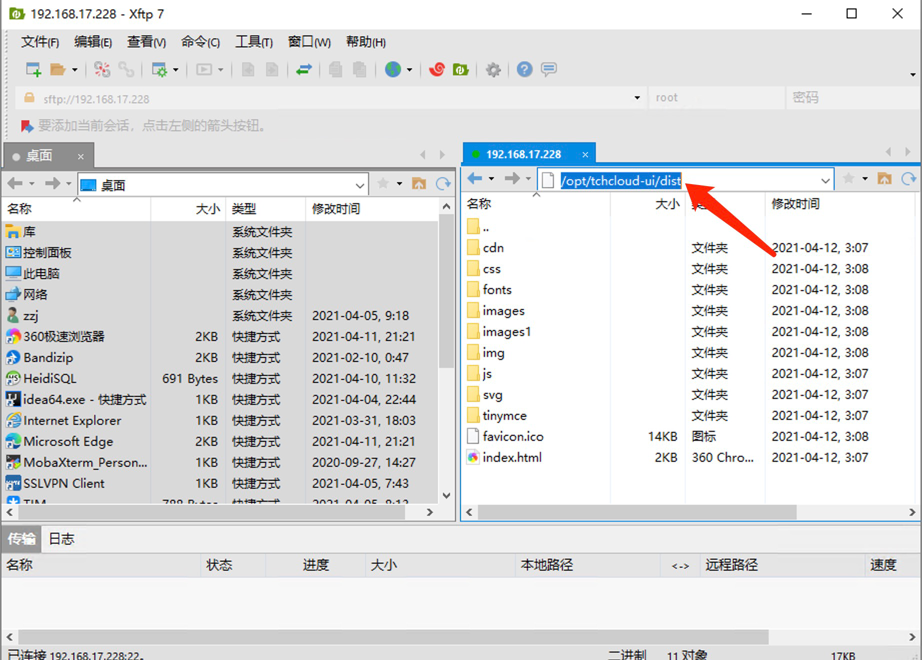 192.168.17.228 - Xftp 7
文件(F) 编辑(E) 查看(V) 命令(C) 工具(T) 窗口(W) 帮助(H)
sftp://192.168.17.228 root 密码
要添加当前会话，点击左侧的箭头按钮。
桌面 × 192.168.17.228 ×
桌面 /opt/tchcloud-ui/dist
名称 大小 类型 修改时间
库 系统文件夹
控制面板 系统文件夹
此电脑 系统文件夹
网络 系统文件夹
zzj 系统文件夹 2021-04-05, 9:18
360极速浏览器 2KB 快捷方式 2021-04-11, 21:21
Bandizip 2KB 快捷方式 2021-02-10, 0:47
HeidiSQL 691 Bytes 快捷方式 2021-04-10, 11:32
idea64.exe - 快捷方式 1KB 快捷方式 2021-04-04, 22:44
Internet Explorer 1KB 快捷方式 2021-03-31, 18:03
Microsoft Edge 2KB 快捷方式 2021-04-11, 21:21
MobaXterm_Person... 1KB 快捷方式 2020-09-27, 14:27
SSLVPN Client 1KB 快捷方式 2021-04-05, 7:43
名称 大小 修改时间
..
cdn 文件夹 2021-04-12, 3:07
css 文件夹 2021-04-12, 3:08
fonts 文件夹 2021-04-12, 3:08
images 文件夹 2021-04-12, 3:08
images1 文件夹 2021-04-12, 3:08
img 文件夹 2021-04-12, 3:08
js 文件夹 2021-04-12, 3:07
svg 文件夹 2021-04-12, 3:07
tinymce 文件夹 2021-04-12, 3:07
favicon.ico 14KB 图标 2021-04-12, 3:08
index.html 2KB 360 Chro... 2021-04-12, 3:07
传输 日志
名称 状态 进度 大小 本地路径 <-> 远程路径 速度
已连接 192.168.17.228:22。 二进制 11 对象 17KB